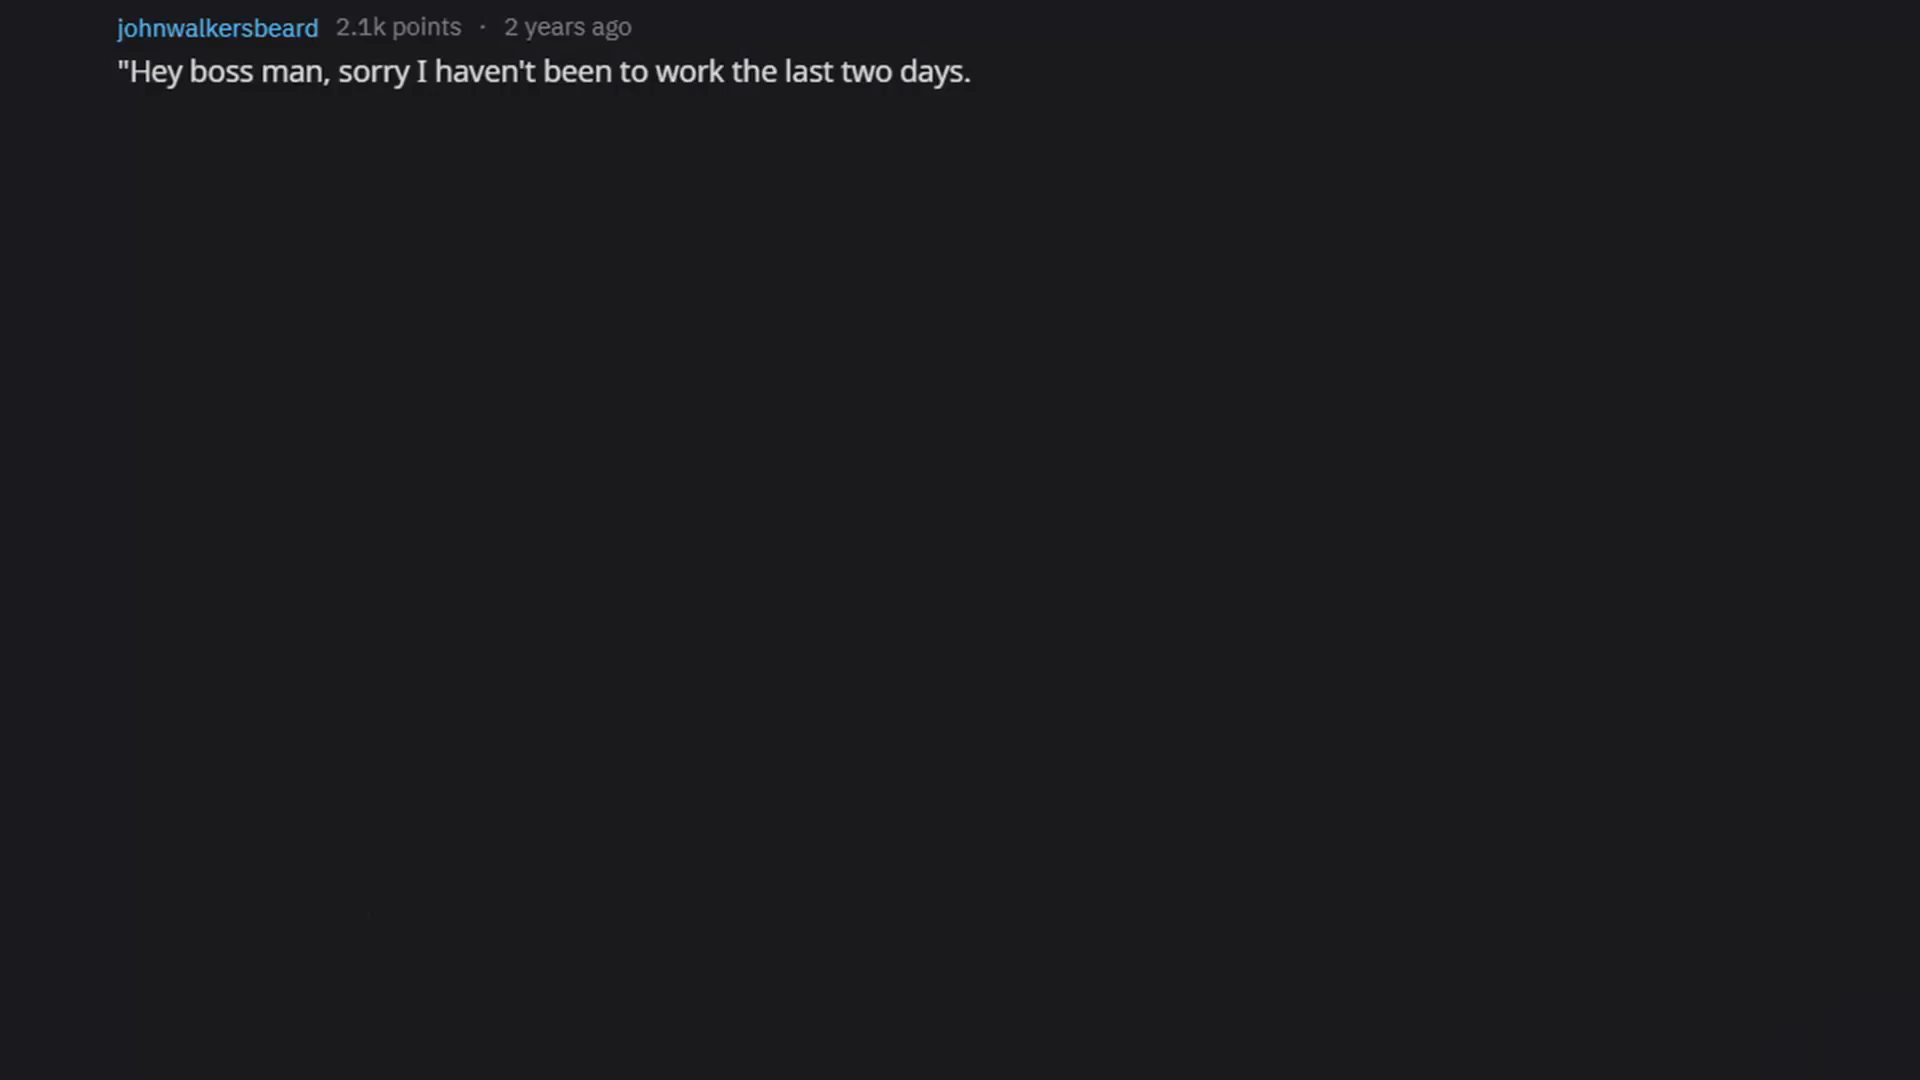 johnwalkersbeard 2.1k points · 2 years ago
"Hey boss man, sorry I haven't been to work the last two days.